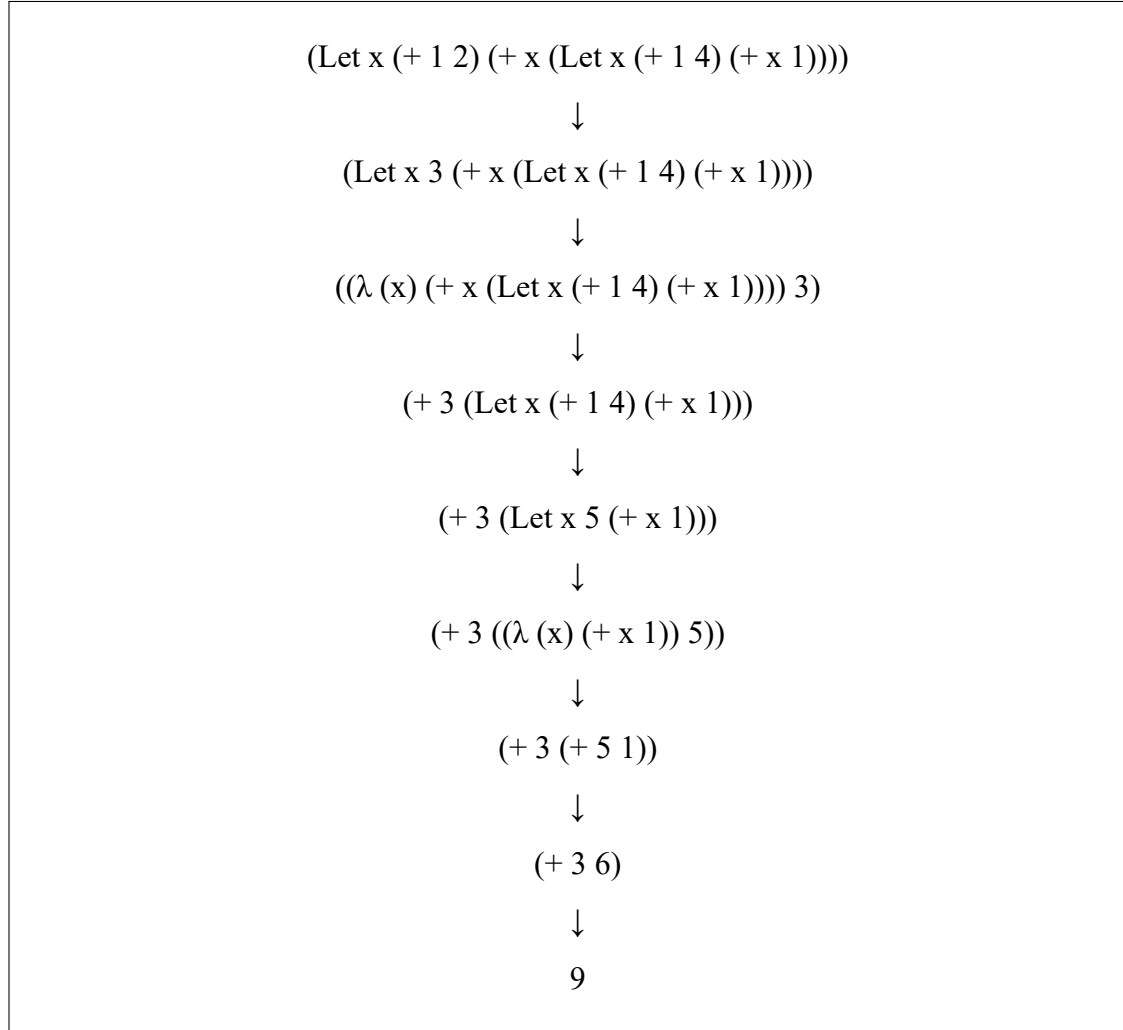 (Let x (+ 1 2) (+ x (Let x (+ 1 4) (+ x 1))))
↓
(Let x 3 (+ x (Let x (+ 1 4) (+ x 1))))
↓
((λ (x) (+ x (Let x (+ 1 4) (+ x 1)))) 3)
↓
(+ 3 (Let x (+ 1 4) (+ x 1)))
↓
(+ 3 (Let x 5 (+ x 1)))
↓
(+ 3 ((λ (x) (+ x 1)) 5))
↓
(+ 3 (+ 5 1))
↓
(+ 3 6)
↓
9